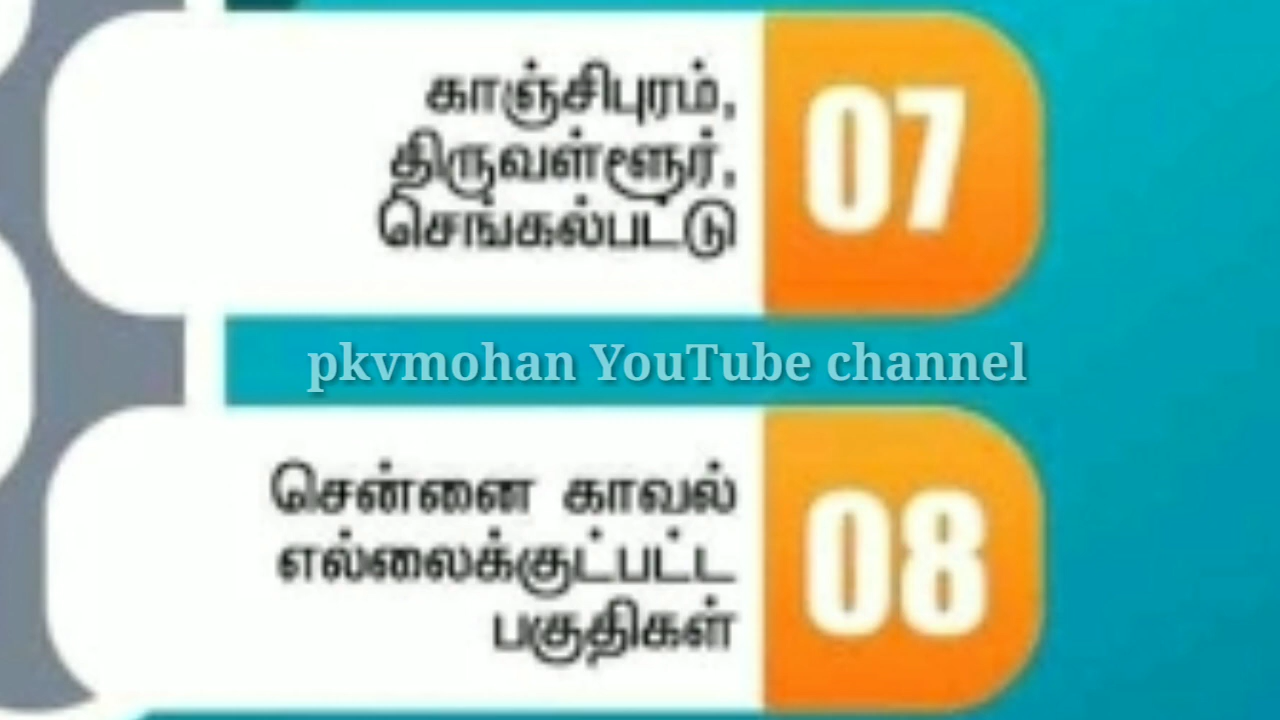 காஞ்சிபுரம்,
திருவள்ளூர்,
செங்கல்பட்டு
07
pkvmohan YouTube channel
சென்னை காவல்
எல்லைக்குட்பட்ட
பகுதிகள்
08